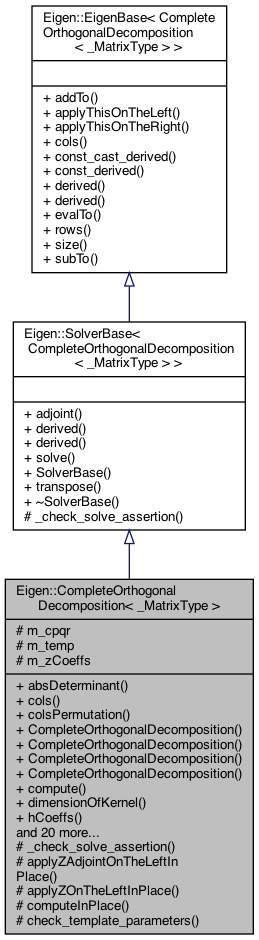 Eigen::EigenBase< Complete
OrthogonalDecomposition
< _MatrixType > >
+ addTo()
+ applyThisOnTheLeft()
+ applyThisOnTheRight()
+ cols()
+ const_cast_derived()
+ const_derived()
+ derived()
+ derived()
+ evalTo()
+ rows()
+ size()
+ subTo()
Eigen::SolverBase<
CompleteOrthogonalDecomposition
< _MatrixType > >
+ adjoint()
+ derived()
+ derived()
+ solve()
+ SolverBase()
+ transpose()
+ ~SolverBase()
# _check_solve_assertion()
Eigen::CompleteOrthogonal
Decomposition< _MatrixType >
# m_cpqr
# m_temp
# m_zCoeffs
+ absDeterminant()
+ cols()
+ colsPermutation()
+ CompleteOrthogonalDecomposition()
+ CompleteOrthogonalDecomposition()
+ CompleteOrthogonalDecomposition()
+ CompleteOrthogonalDecomposition()
+ compute()
+ dimensionOfKernel()
+ hCoeffs()
and 20 more...
# _check_solve_assertion()
# applyZAdjointOnTheLeftIn
Place()
# applyZOnTheLeftInPlace()
# computeInPlace()
# check_template_parameters()